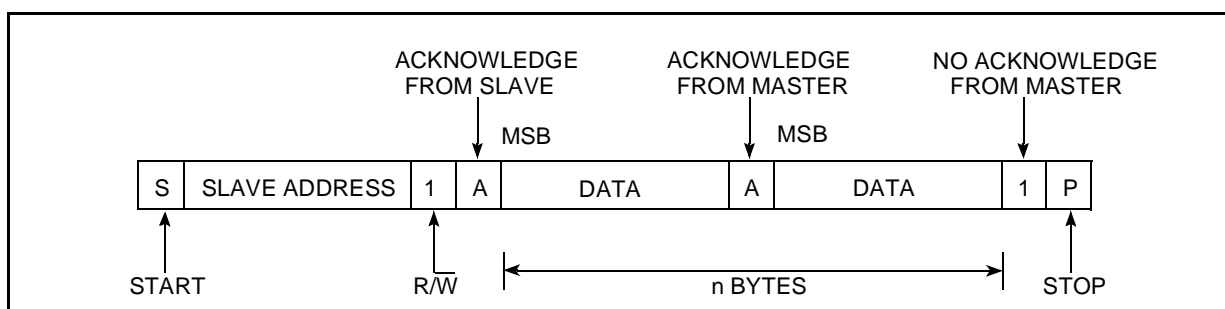 ACKNOWLEDGE
FROM SLAVE
ACKNOWLEDGE
FROM MASTER
NO ACKNOWLEDGE
FROM MASTER
MSB
MSB
S SLAVE ADDRESS 1 A DATA A DATA 1 P
START R/W̅ n BYTES STOP